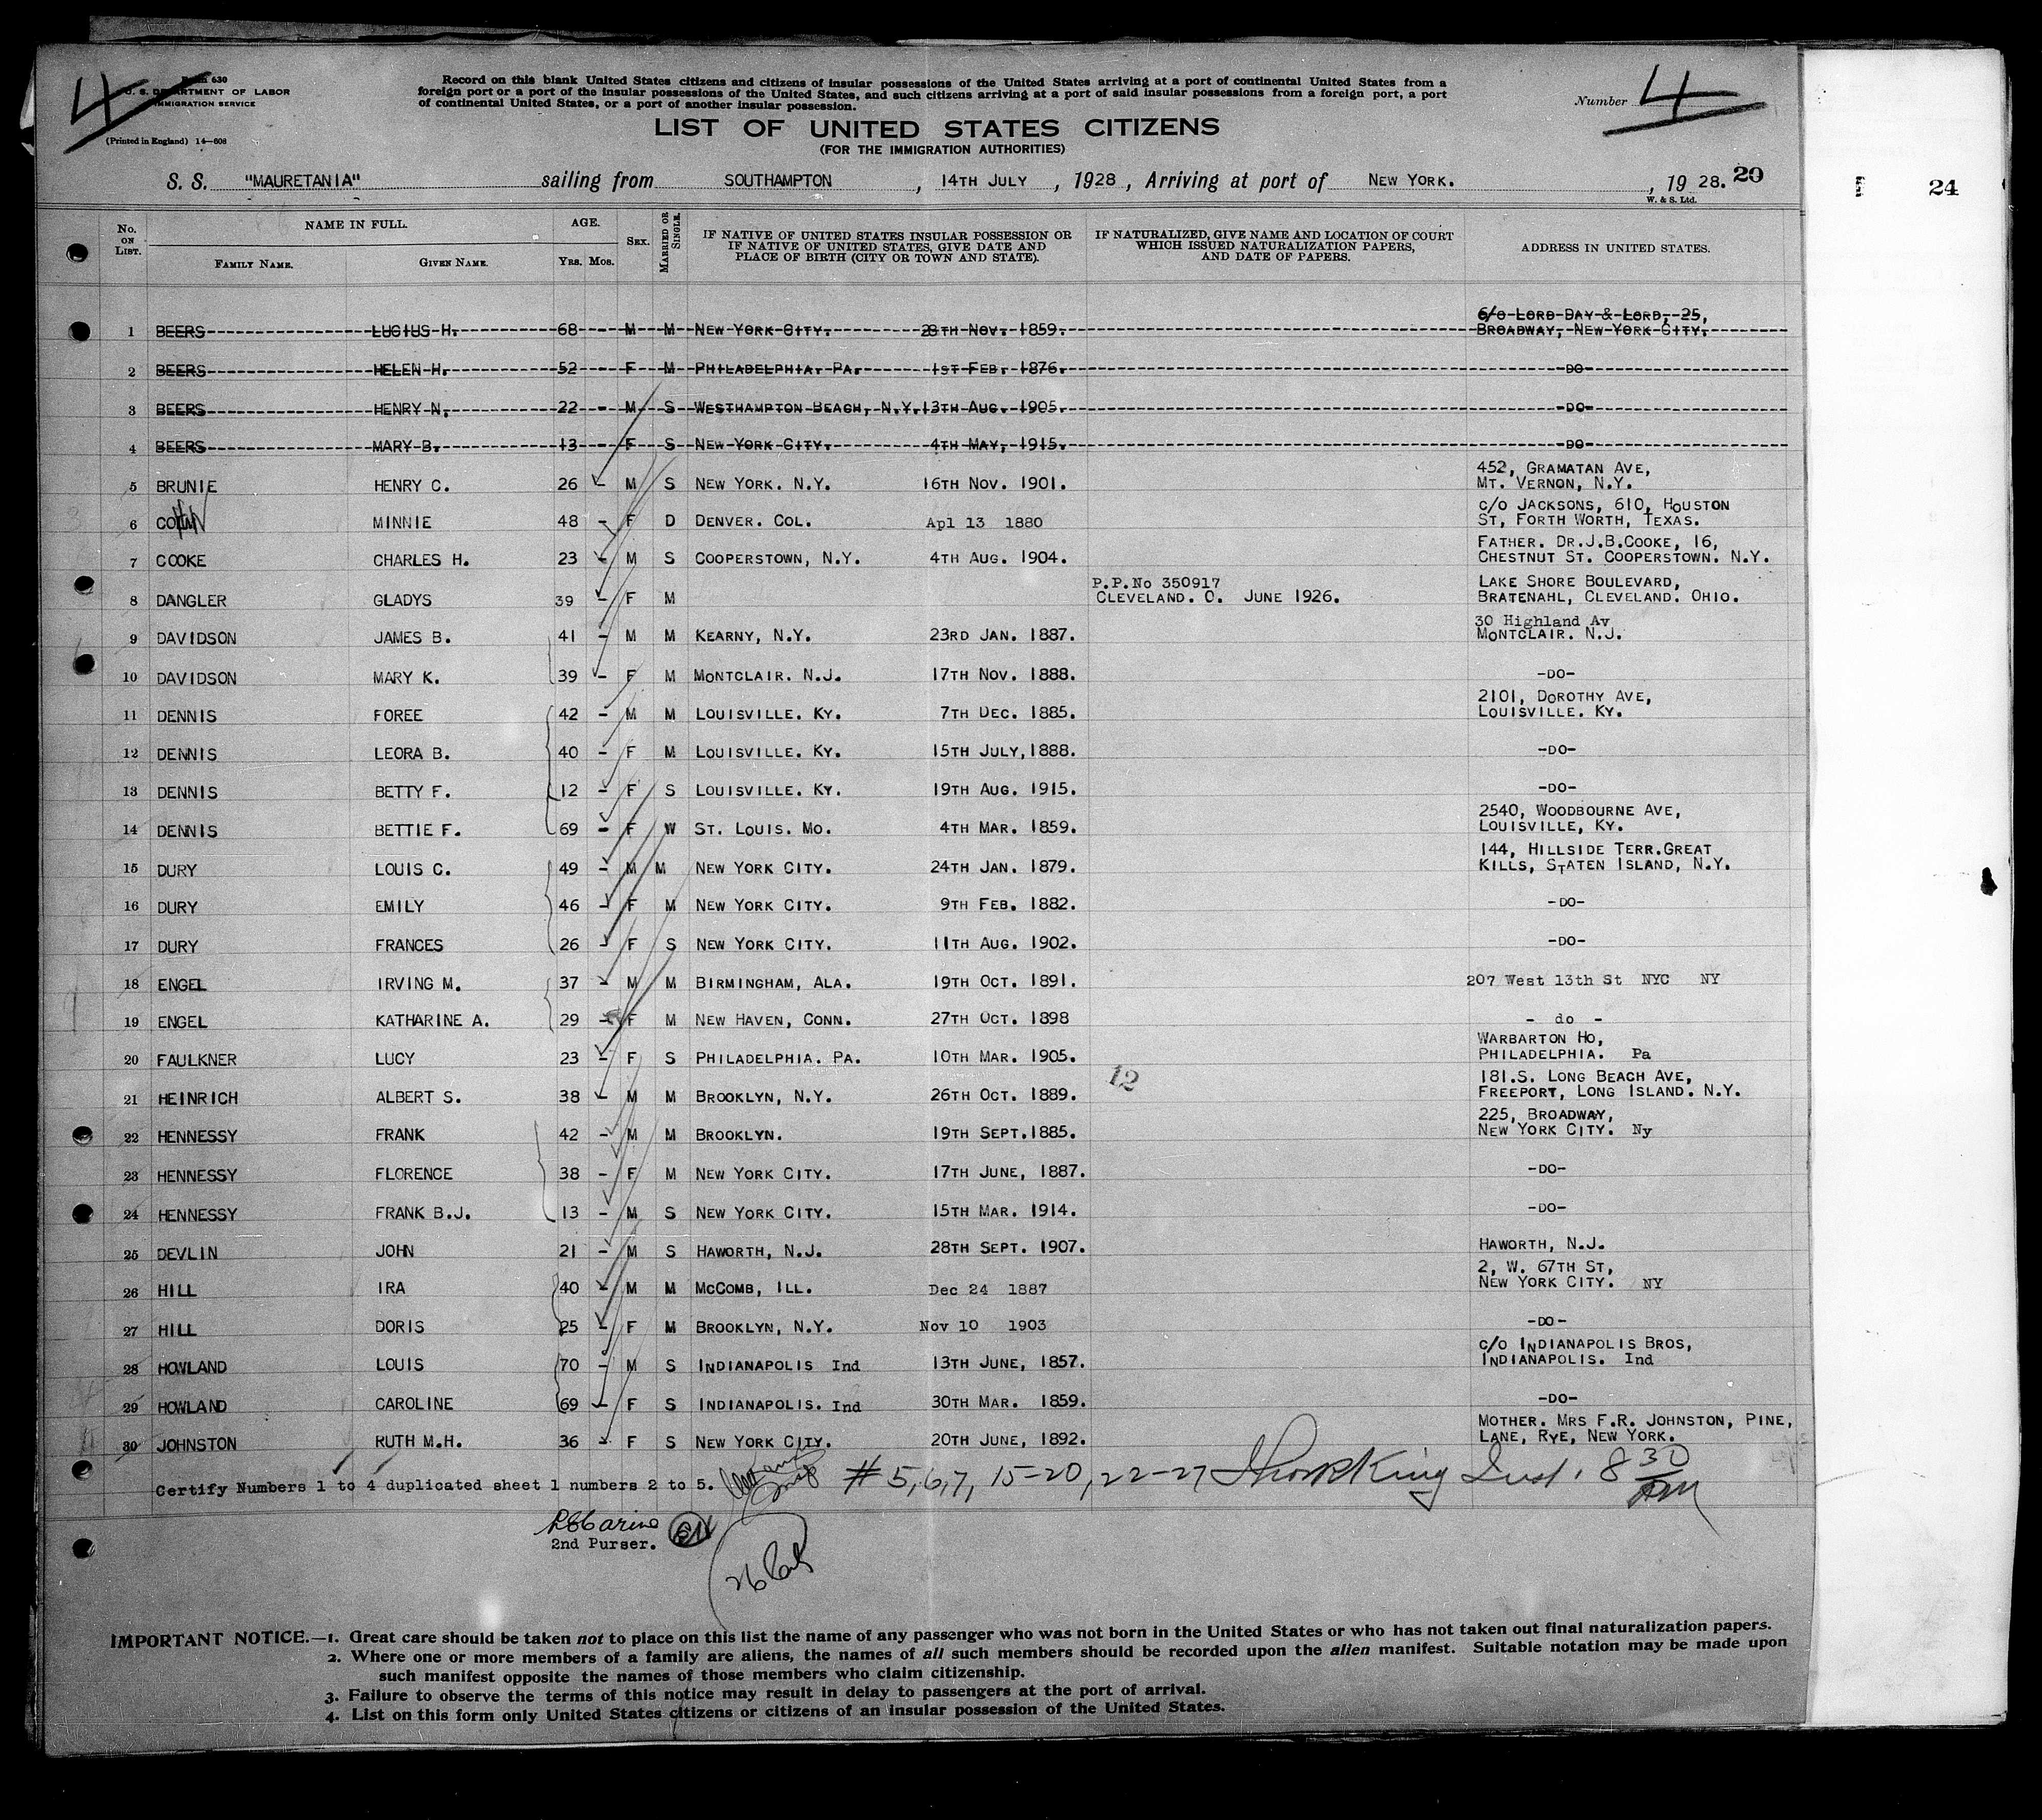 4
Form 630
U. S. DEPARTMENT OF LABOR
IMMIGRATION SERVICE
(Printed in England) 14—608
Record on this blank United States citizens and citizens of insular possessions of the United States arriving at a port of continental United States from a
foreign port or a port of the insular possessions of the United States, and such citizens arriving at a port of said insular possessions from a foreign port, a port
of continental United States, or a port of another insular possession.
Number 4
LIST OF UNITED STATES CITIZENS
(FOR THE IMMIGRATION AUTHORITIES)
S. S. "MAURETANIA" sailing from SOUTHAMPTON, 14TH JULY, 1928, Arriving at port of NEW YORK., 19 28. 20
W. & S. Ltd.
24
No. ON LIST. NAME IN FULL. FAMILY NAME. GIVEN NAME. AGE. YRS. MOS. SEX. MARRIED OR SINGLE. IF NATIVE OF UNITED STATES INSULAR POSSESSION OR IF NATIVE OF UNITED STATES, GIVE DATE AND PLACE OF BIRTH (CITY OR TOWN AND STATE). IF NATURALIZED, GIVE NAME AND LOCATION OF COURT WHICH ISSUED NATURALIZATION PAPERS, AND DATE OF PAPERS. ADDRESS IN UNITED STATES.
1 BEERS LUCIUS H. 68 - M M NEW YORK CITY. 28TH NOV. 1859. C/O LORD DAY & LORD, 25, BROADWAY, NEW YORK CITY.
2 BEERS HELEN H. 52 - F M PHILADELPHIA. PA. 1ST FEB. 1876. -DO-
3 BEERS HENRY N. 22 - M S WESTHAMPTON BEACH, N.Y. 13TH AUG. 1905. -DO-
4 BEERS MARY B. 13 - F S NEW YORK CITY. 4TH MAY, 1915. -DO-
5 BRUNIE HENRY C. 26 - M S NEW YORK. N.Y. 16TH NOV. 1901. 452, GRAMATAN AVE, MT. VERNON, N.Y.
6 COHN MINNIE 48 - F D DENVER. COL. Apl 13 1880 C/O JACKSONS, 610, HOUSTON ST, FORTH WORTH, TEXAS.
7 COOKE CHARLES H. 23 - M S COOPERSTOWN, N.Y. 4TH AUG. 1904. FATHER. DR.J.B.COOKE, 16, CHESTNUT ST. COOPERSTOWN. N.Y.
8 DANGLER GLADYS 39 - F M P.P.No 350917 CLEVELAND. O. JUNE 1926. LAKE SHORE BOULEVARD, BRATENAHL, CLEVELAND. OHIO.
9 DAVIDSON JAMES B. 41 - M M KEARNY, N.Y. 23RD JAN. 1887. 30 Highland Av MONTCLAIR. N.J.
10 DAVIDSON MARY K. 39 - F M MONTCLAIR. N.J. 17TH NOV. 1888. -DO-
11 DENNIS FOREE 42 - M M LOUISVILLE. KY. 7TH DEC. 1885. 2101, DOROTHY AVE, LOUISVILLE. KY.
12 DENNIS LEORA B. 40 - F M LOUISVILLE. KY. 15TH JULY,1888. -DO-
13 DENNIS BETTY F. 12 - F S LOUISVILLE. KY. 19TH AUG. 1915. -DO-
14 DENNIS BETTIE F. 69 - F W ST. LOUIS. MO. 4TH MAR. 1859. 2540, WOODBOURNE AVE, LOUISVILLE, KY.
15 DURY LOUIS C. 49 - M M NEW YORK CITY. 24TH JAN. 1879. 144, HILLSIDE TERR.GREAT KILLS, STATEN ISLAND, N.Y.
16 DURY EMILY 46 - F M NEW YORK CITY. 9TH FEB. 1882. -DO-
17 DURY FRANCES 26 - F S NEW YORK CITY. 11TH AUG. 1902. -DO-
18 ENGEL IRVING M. 37 - M M BIRMINGHAM, ALA. 19TH OCT. 1891. 207 West 13th St NYC NY
19 ENGEL KATHARINE A. 29 - F M NEW HAVEN, CONN. 27TH OCT. 1898 - do -
20 FAULKNER LUCY 23 - F S PHILADELPHIA. PA. 10TH MAR. 1905. WARBARTON HO, PHILADELPHIA. Pa
21 HEINRICH ALBERT S. 38 - M M BROOKLYN, N.Y. 26TH OCT. 1889. 12 181.S. LONG BEACH AVE, FREEPORT, LONG ISLAND. N.Y.
22 HENNESSY FRANK 42 - M M BROOKLYN. 19TH SEPT.1885. 225, BROADWAY, NEW YORK CITY. Ny
23 HENNESSY FLORENCE 38 - F M NEW YORK CITY. 17TH JUNE, 1887. -DO-
24 HENNESSY FRANK B.J. 13 - M S NEW YORK CITY. 15TH MAR. 1914. -DO-
25 DEVLIN JOHN 21 - M S HAWORTH, N.J. 28TH SEPT. 1907. HAWORTH, N.J.
26 HILL IRA 40 - M M MCCOMB, ILL. Dec 24 1887 2, W. 67TH ST, NEW YORK CITY. NY
27 HILL DORIS 25 - F M BROOKLYN, N.Y. Nov 10 1903 -DO-
28 HOWLAND LOUIS 70 - M S INDIANAPOLIS Ind 13TH JUNE, 1857. C/O INDIANAPOLIS BROS, INDIANAPOLIS. Ind
29 HOWLAND CAROLINE 69 - F S INDIANAPOLIS. Ind 30TH MAR. 1859. -DO-
30 JOHNSTON RUTH M.H. 36 - F S NEW YORK CITY. 20TH JUNE, 1892. MOTHER. MRS F.R. JOHNSTON, PINE, LANE, RYE, NEW YORK.
Certify Numbers 1 to 4 duplicated sheet 1 numbers 2 to 5. # 5,6,7, 15-20, 22-27 King Insp. 8 30 AM
2nd Purser.
IMPORTANT NOTICE.—1. Great care should be taken not to place on this list the name of any passenger who was not born in the United States or who has not taken out final naturalization papers.
2. Where one or more members of a family are aliens, the names of all such members should be recorded upon the alien manifest. Suitable notation may be made upon
such manifest opposite the names of those members who claim citizenship.
3. Failure to observe the terms of this notice may result in delay to passengers at the port of arrival.
4. List on this form only United States citizens or citizens of an insular possession of the United States.